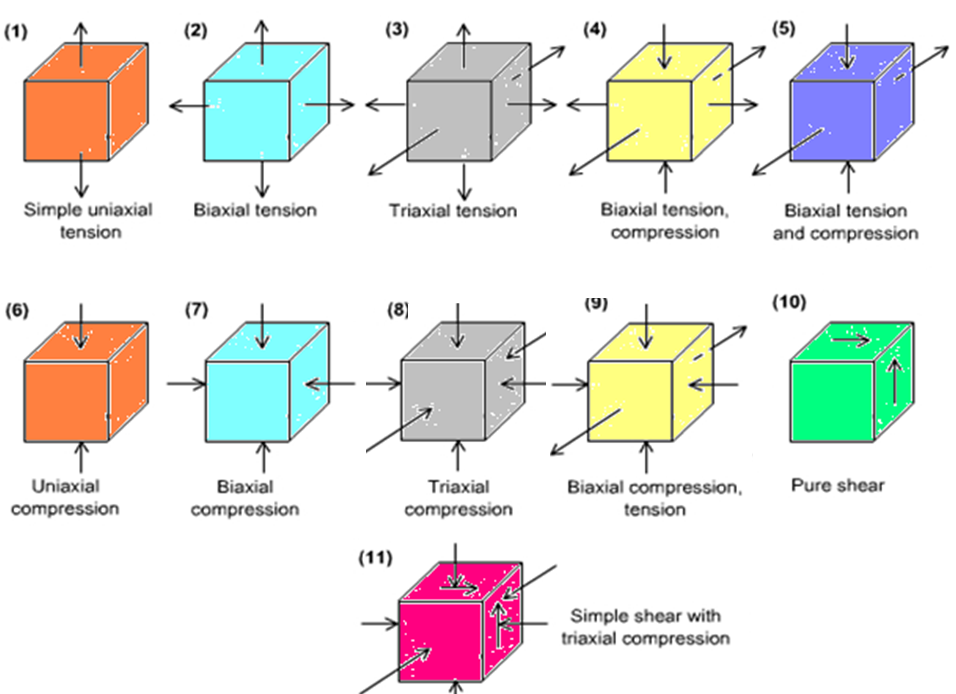 (1)
(2)
(3)
(4)
(5)
Simple uniaxial
tension
Biaxial tension
Triaxial tension
Biaxial tension,
compression
Biaxial tension
and compression
(6)
(7)
(8)
(9)
(10)
Uniaxial
compression
Biaxial
compression
Triaxial
compression
Biaxial compression,
tension
Pure shear
(11)
Simple shear with
triaxial compression